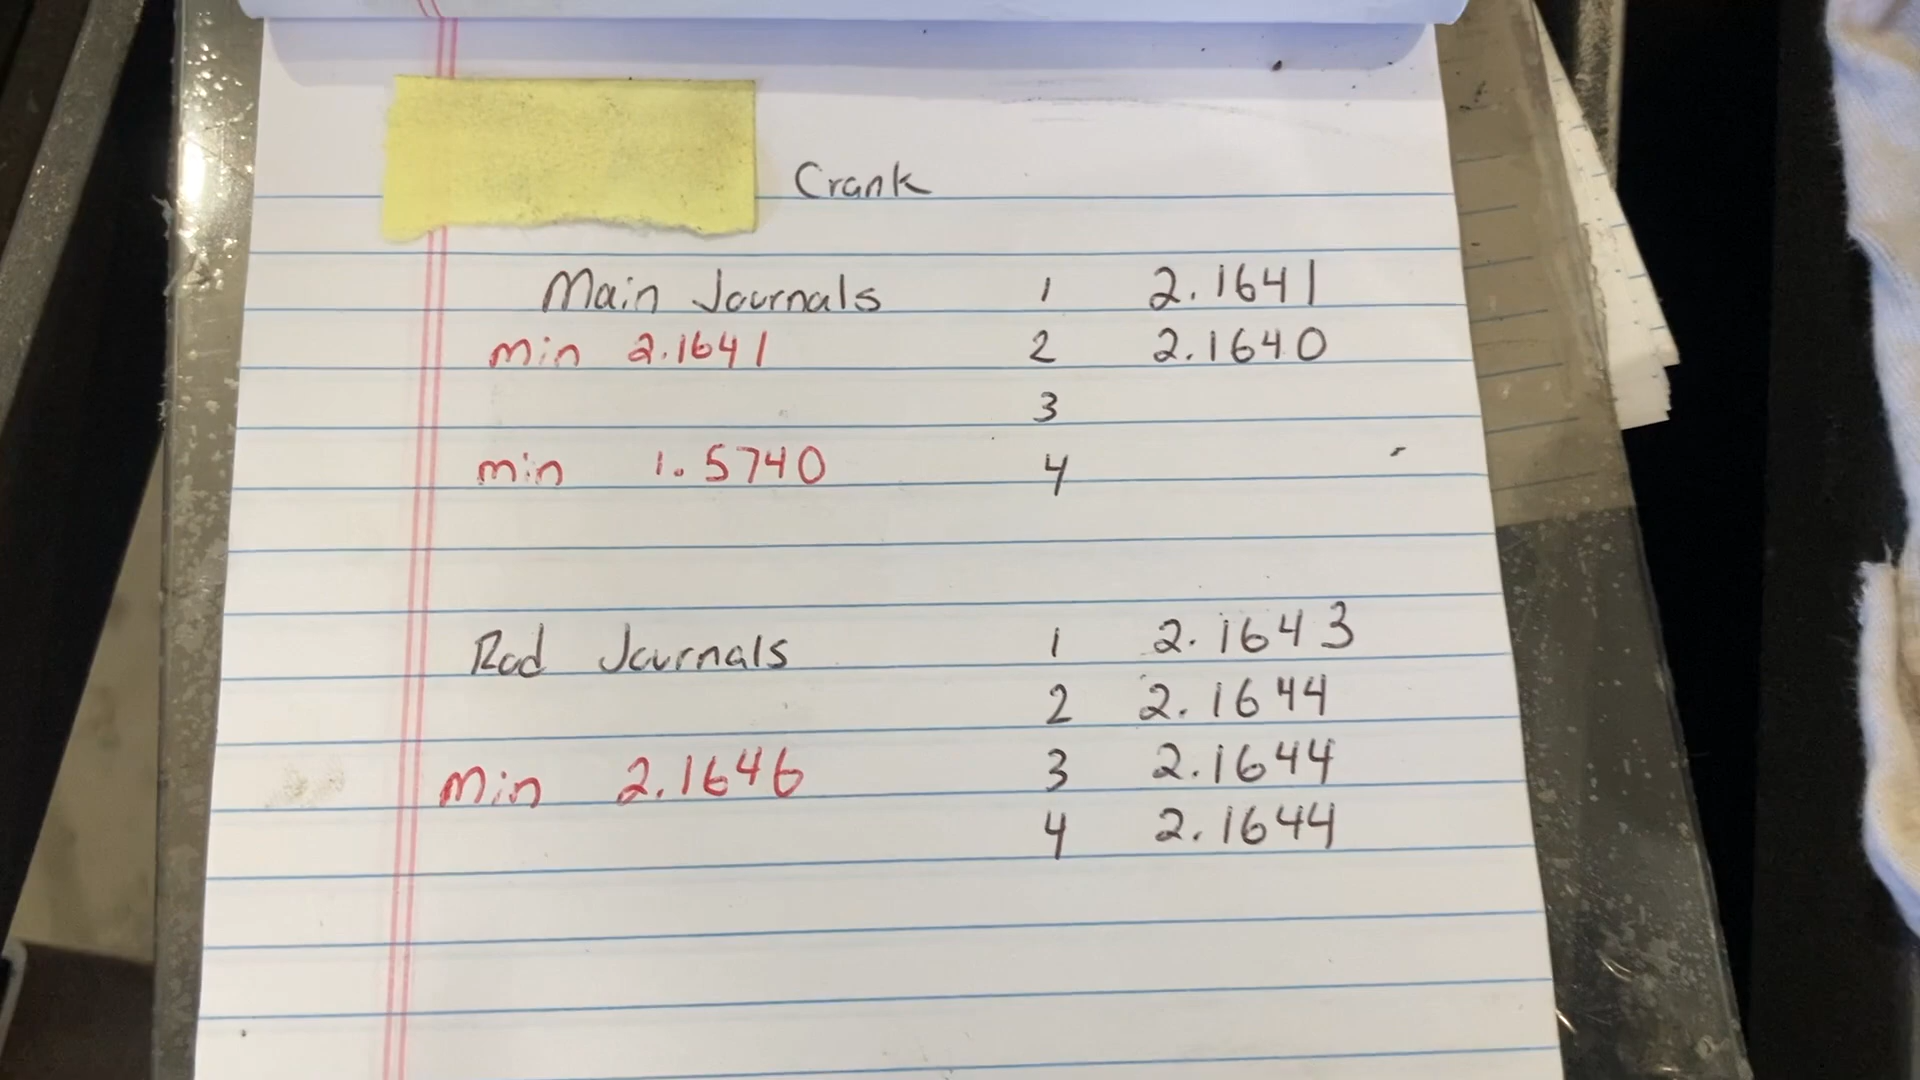 Crank
Main Journals 1 2.1641
min 2.1641 2 2.1640
3
min 1.5740 4
Rod Journals 1 2.1643
2 2.1644
min 2.1646 3 2.1644
4 2.1644